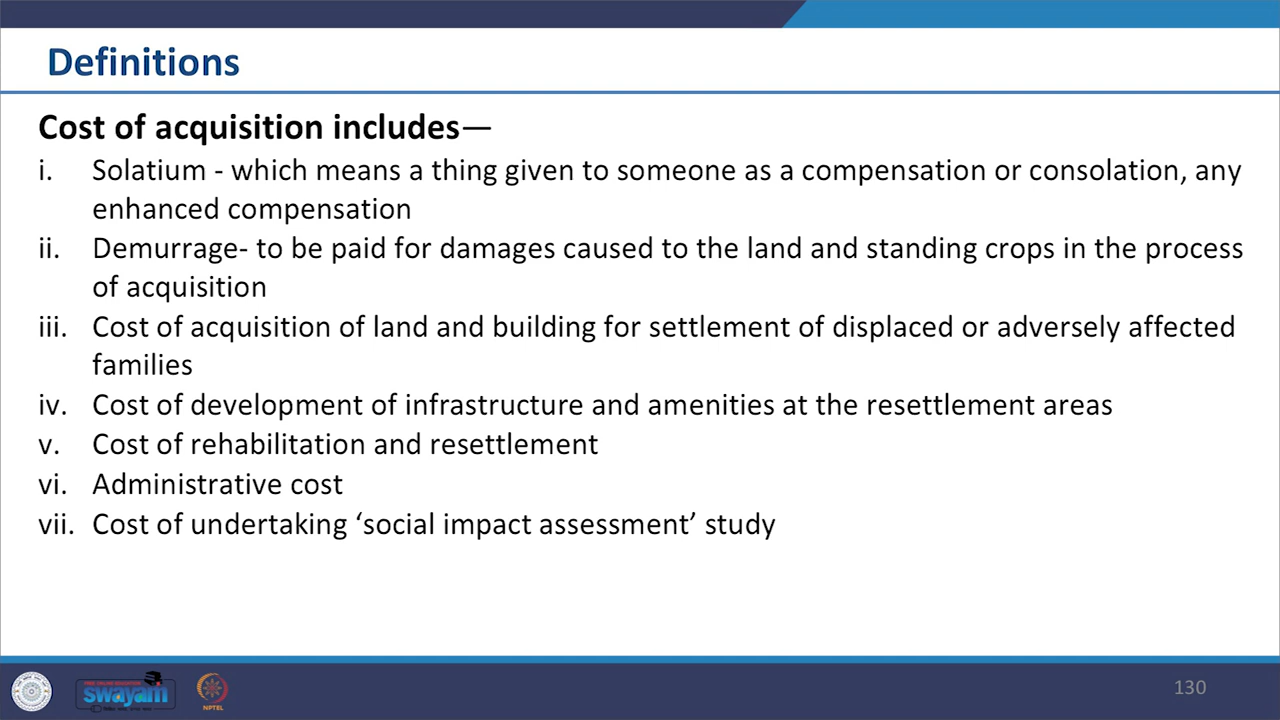 Definitions
Cost of acquisition includes—
i. Solatium - which means a thing given to someone as a compensation or consolation, any
enhanced compensation
ii. Demurrage- to be paid for damages caused to the land and standing crops in the process
of acquisition
iii. Cost of acquisition of land and building for settlement of displaced or adversely affected
families
iv. Cost of development of infrastructure and amenities at the resettlement areas
v. Cost of rehabilitation and resettlement
vi. Administrative cost
vii. Cost of undertaking ‘social impact assessment’ study
swayam
NPTEL
130